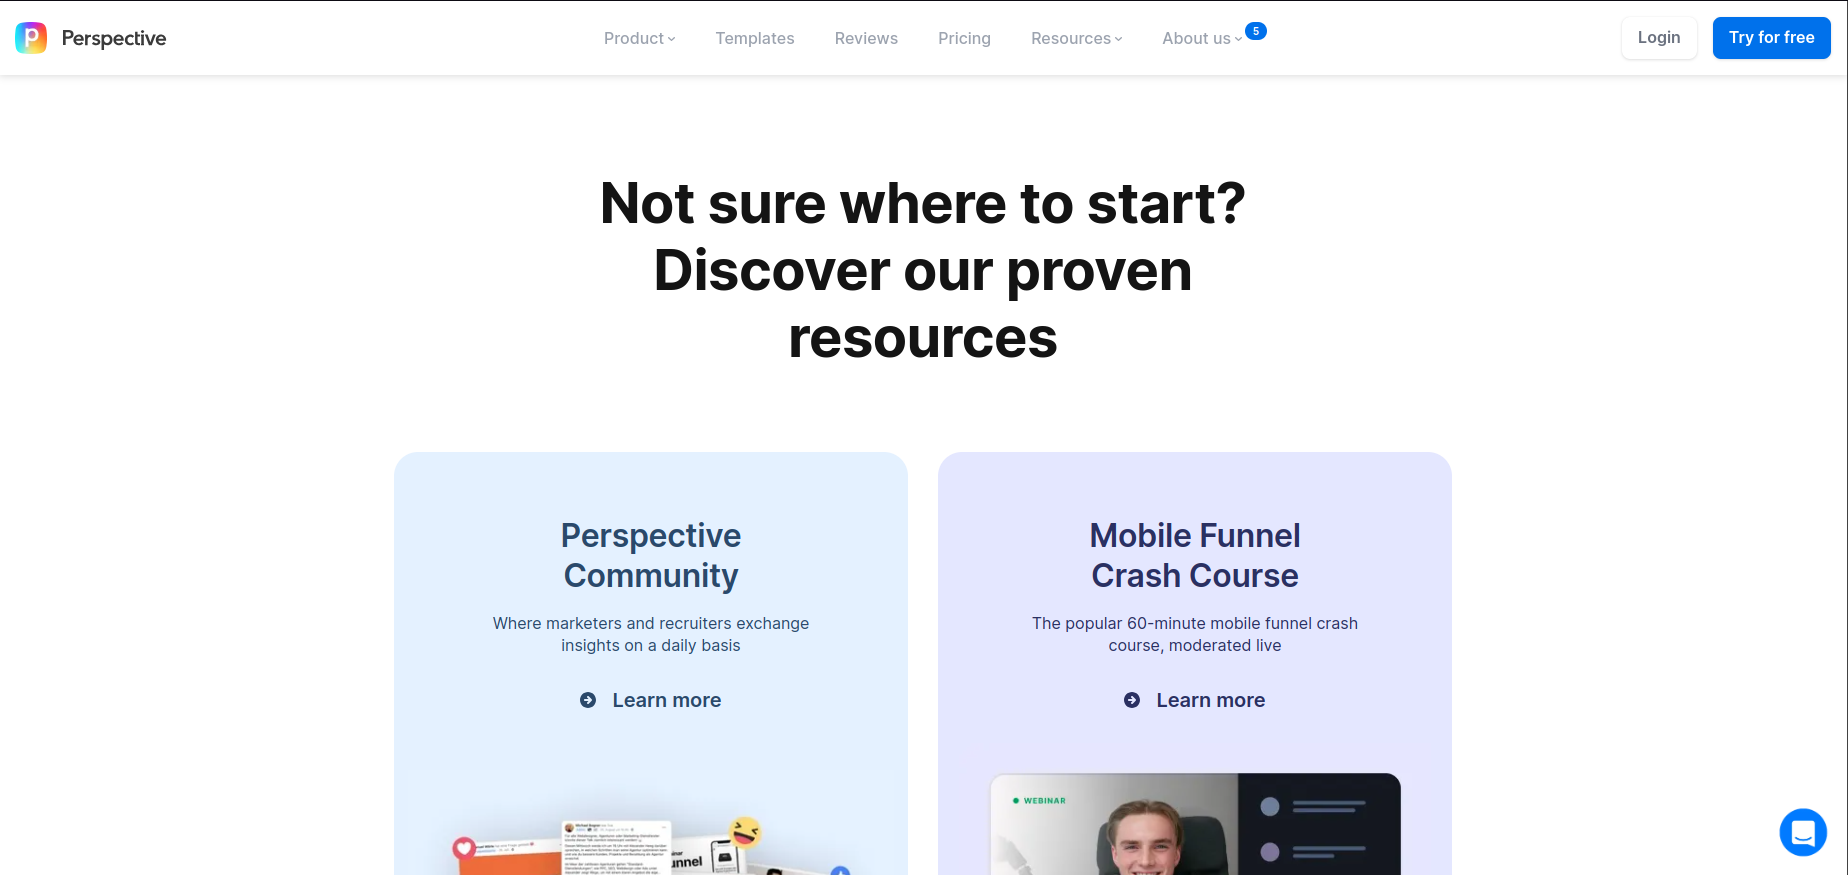 Perspective
Product
Templates
Reviews
Pricing
Resources
About us
5
Login
Try for free
Not sure where to start?
Discover our proven
resources
Perspective
Community
Where marketers and recruiters exchange
insights on a daily basis
Learn more
Mobile Funnel
Crash Course
The popular 60-minute mobile funnel crash
course, moderated live
Learn more
WEBINAR